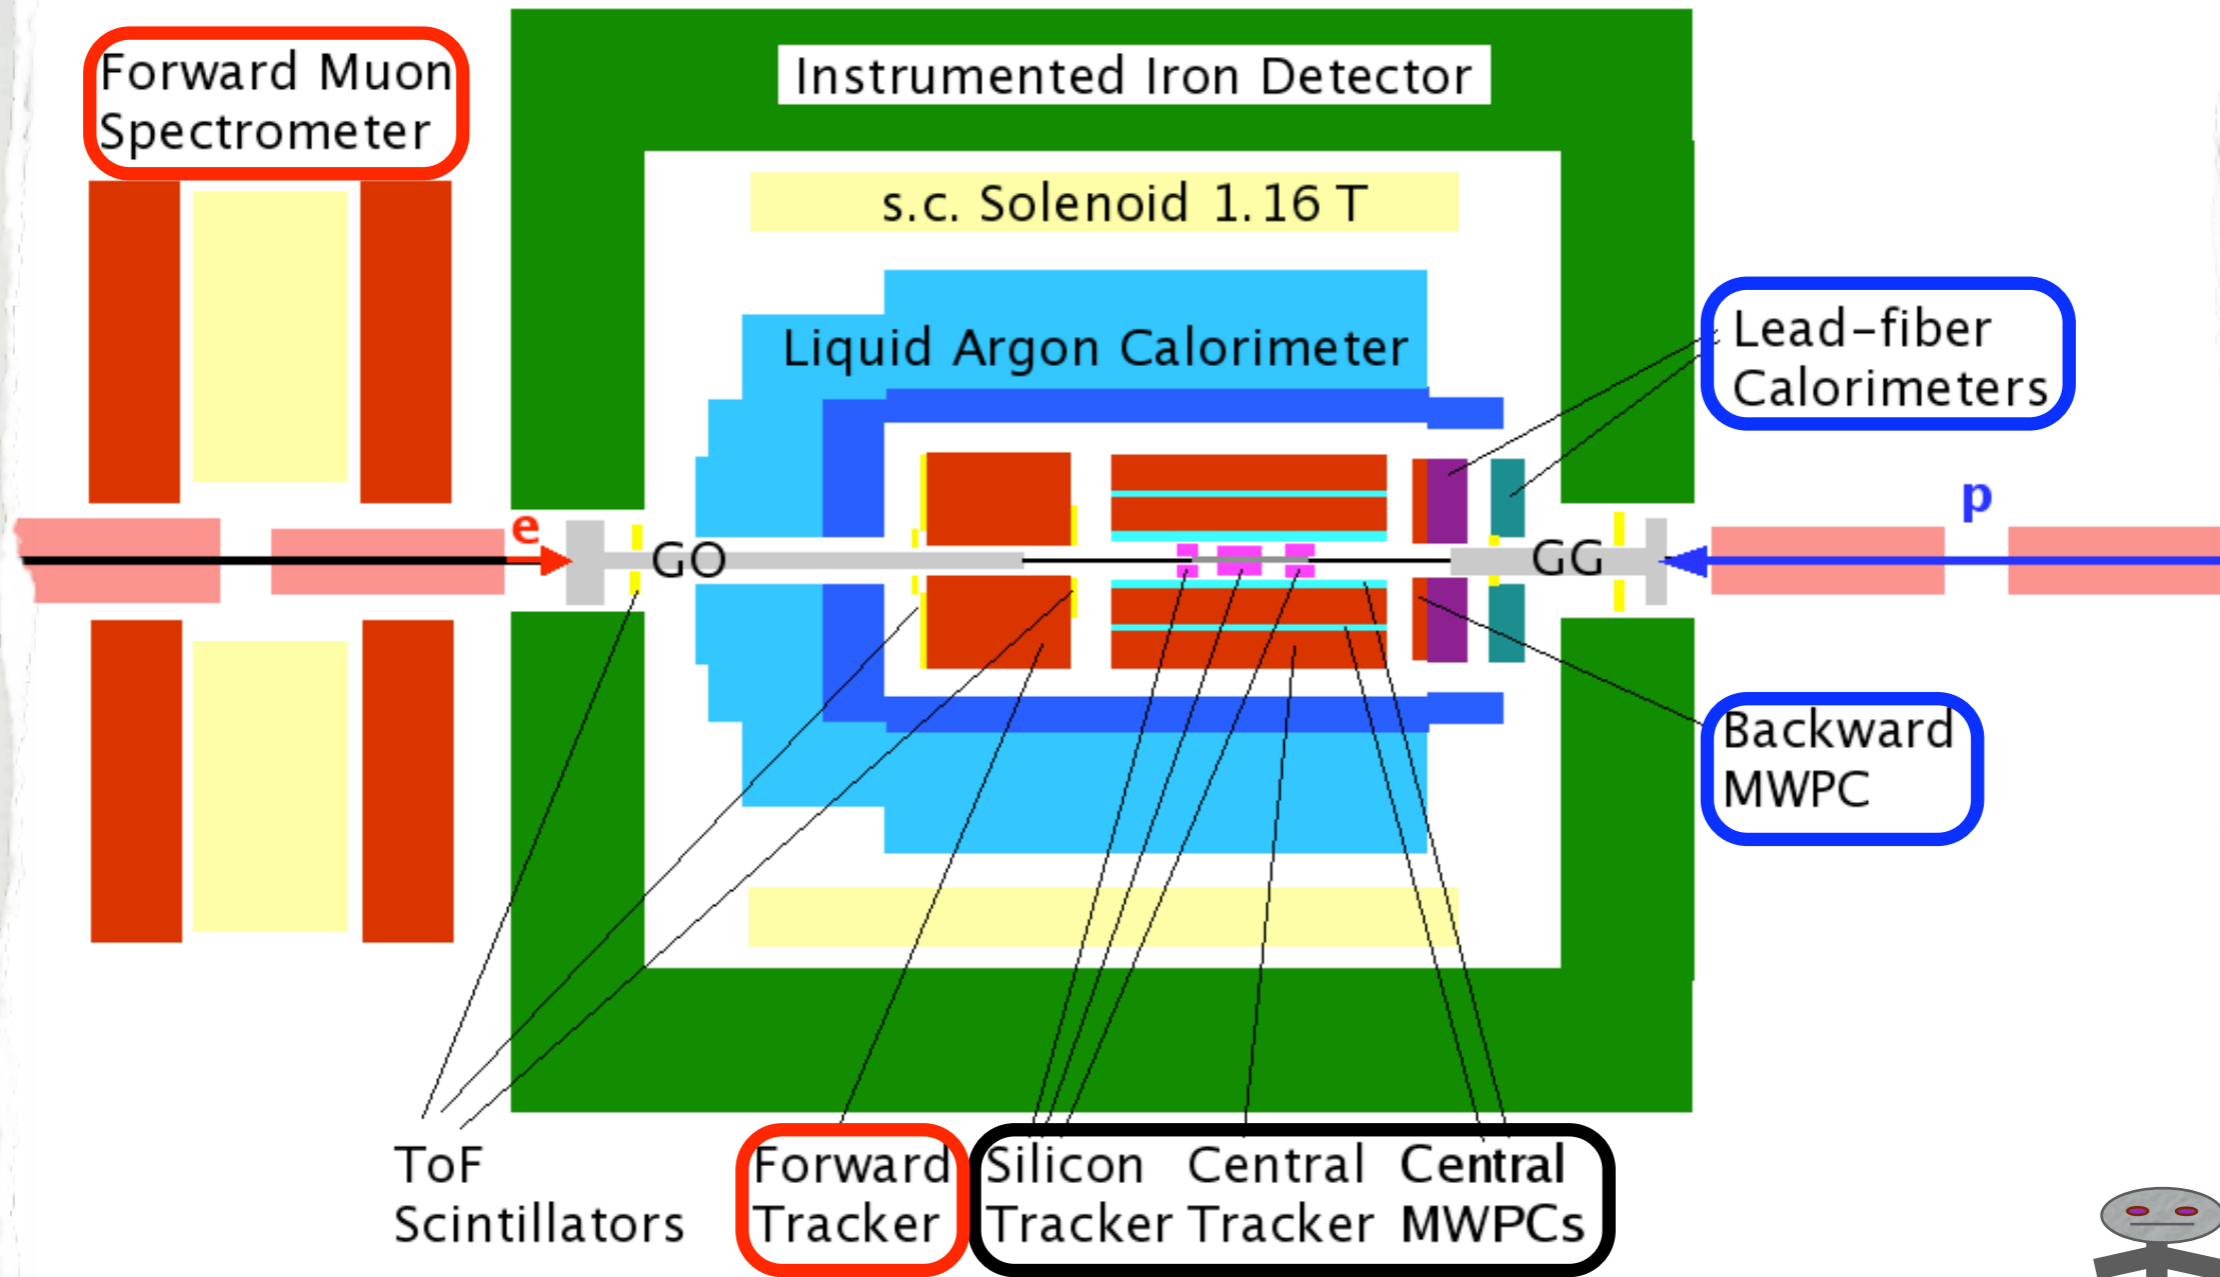 Forward Muon
Spectrometer
Instrumented Iron Detector
s.c. Solenoid 1.16 T
Liquid Argon Calorimeter
Lead-fiber
Calorimeters
e
GO
GG
p
Backward
MWPC
ToF
Scintillators
Forward
Tracker
Silicon
Tracker
Central
Tracker
Central
MWPCs